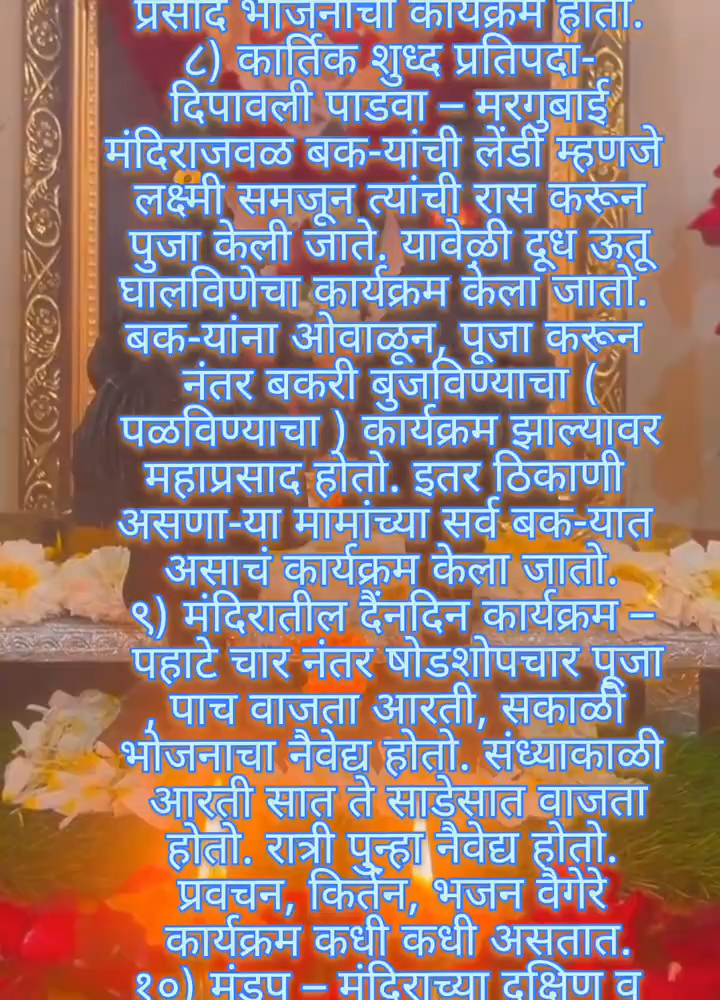 प्रसाद भोजनाचा कार्यक्रम होतो.
८) कार्तिक शुध्द प्रतिपदा-
दिपावली पाडवा – मरगुबाई
मंदिराजवळ बक-यांची लेंडी म्हणजे
लक्ष्मी समजून त्यांची रास करून
पुजा केली जाते. यावेळी दूध ऊतू
घालविणेचा कार्यक्रम केला जातो.
बक-यांना ओवाळून, पूजा करून
नंतर बकरी बुजविण्याचा (
पळविण्याचा ) कार्यक्रम झाल्यावर
महाप्रसाद होतो. इतर ठिकाणी
असणा-या मामांच्या सर्व बक-यात
असाचं कार्यक्रम केला जातो.
९) मंदिरातील दैंनदिन कार्यक्रम –
पहाटे चार नंतर षोडशोपचार पूजा
, पाच वाजता आरती, सकाळी
भोजनाचा नैवेद्य होतो. संध्याकाळी
आरती सात ते साडेसात वाजता
होतो. रात्री पुन्हा नैवेद्य होतो.
प्रवचन, किर्तन, भजन वैगेरे
कार्यक्रम कधी कधी असतात.
१०) मंडप – मंदिराच्या दक्षिण व